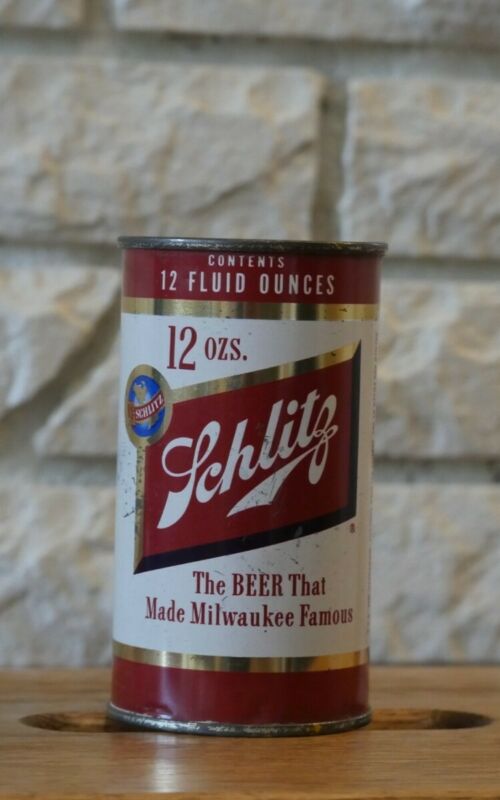 CONTENTS
12 FLUID OUNCES
12 OZS.
SCHLITZ
Schlitz
®
The BEER That
Made Milwaukee Famous